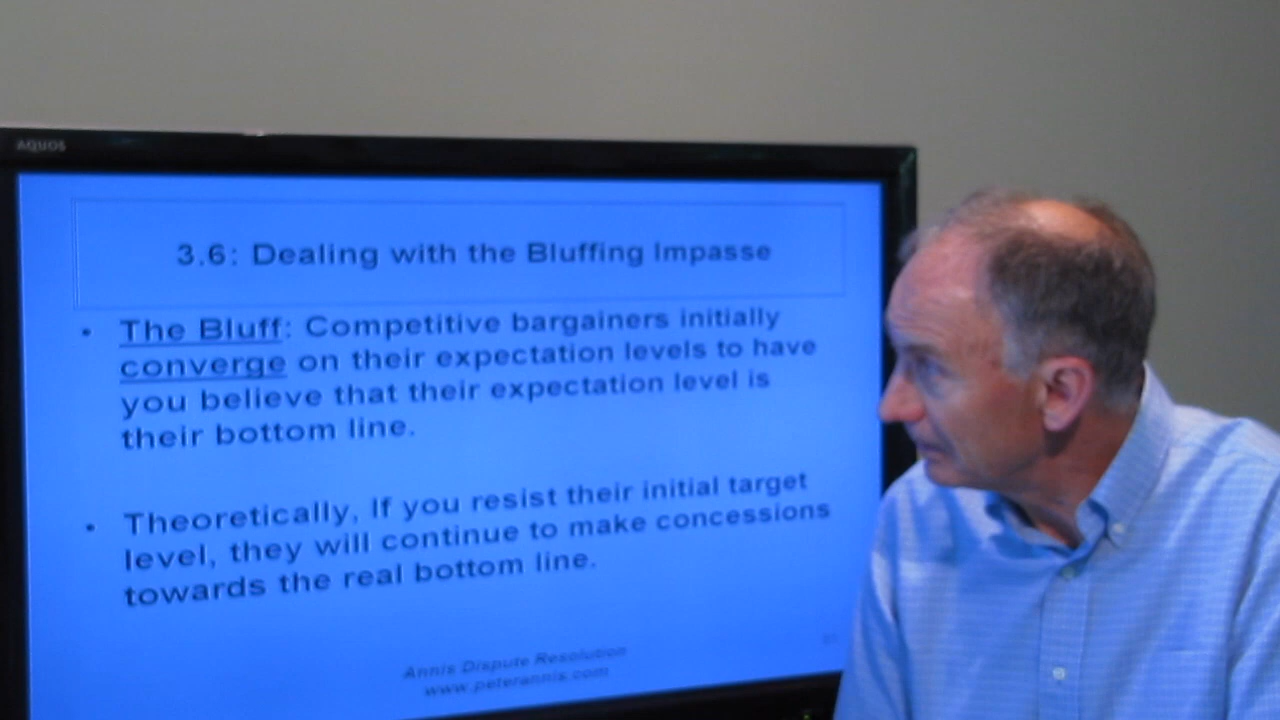 AQUOS
3.6: Dealing with the Bluffing Impasse
• The Bluff: Competitive bargainers initially
converge on their expectation levels to have
you believe that their expectation level is
their bottom line.
• Theoretically, If you resist their initial target
level, they will continue to make concessions
towards the real bottom line.
Annis Dispute Resolution
www.peterannis.com